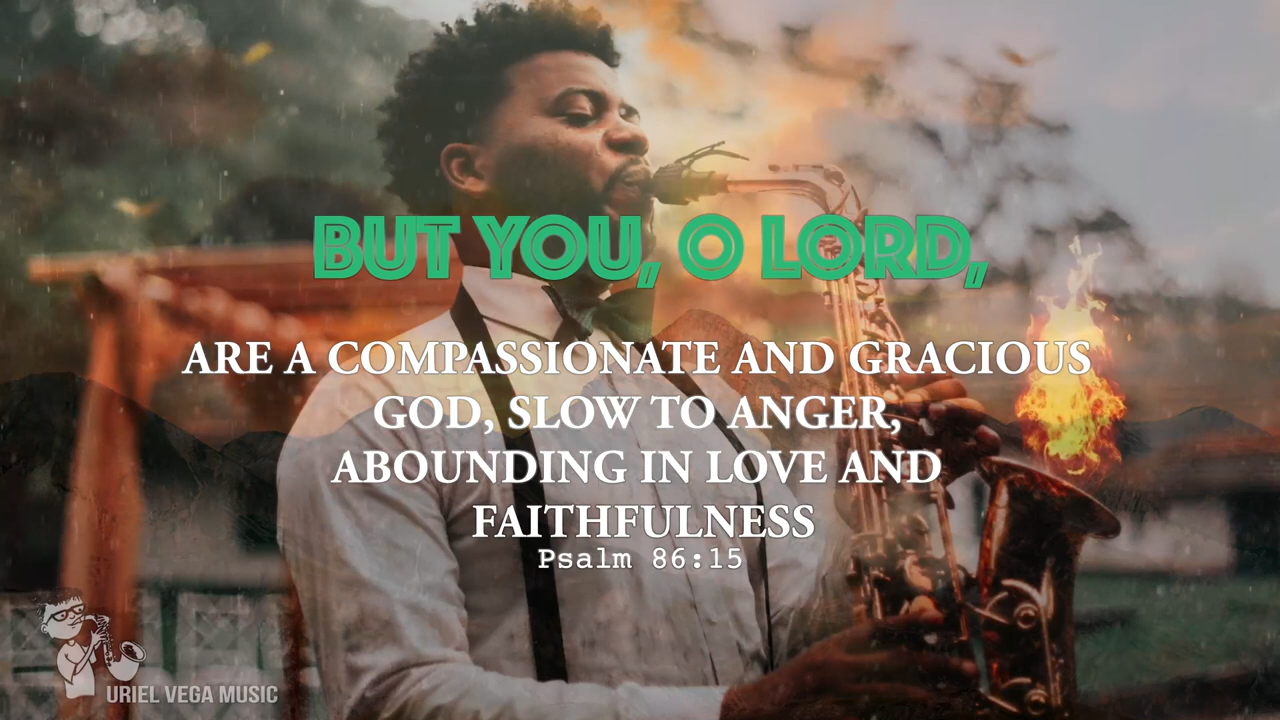 BUT YOU, O LORD,
ARE A COMPASSIONATE AND GRACIOUS
GOD, SLOW TO ANGER,
ABOUNDING IN LOVE AND
FAITHFULNESS
Psalm 86:15
URIEL VEGA MUSIC